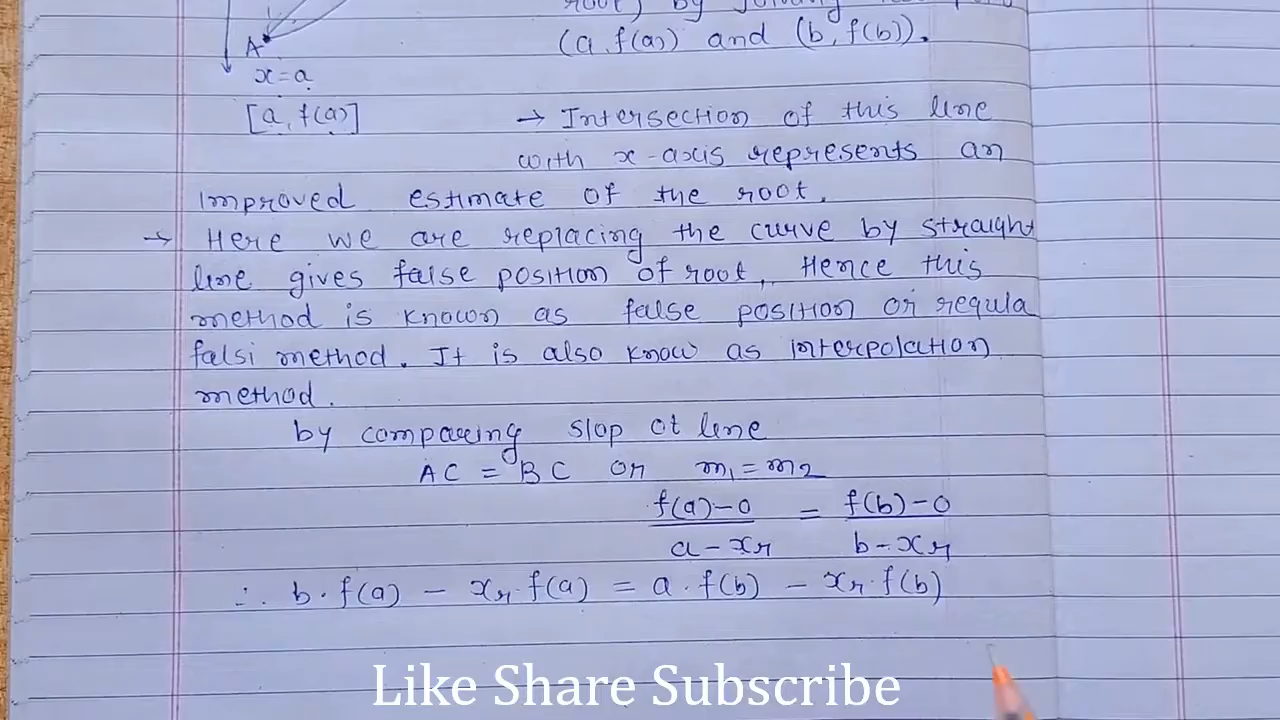 root) by
(a, f(a)) and (b, f(b)).
A
x=a
[a, f(a)]
→ Intersection of this line
with x-axis represents an
improved estimate of the root.
→ Here we are replacing the curve by straight
line gives false position of root, Hence this
method is known as false position or regula
falsi method. It is also know as interpolation
method.
by comparing slop of line
AC = BC or m₁ = m₂
f(a)-0 / a-xᵣ = f(b)-0 / b-xᵣ
∴ b·f(a) - xᵣ·f(a) = a·f(b) - xᵣ·f(b)
Like Share Subscribe